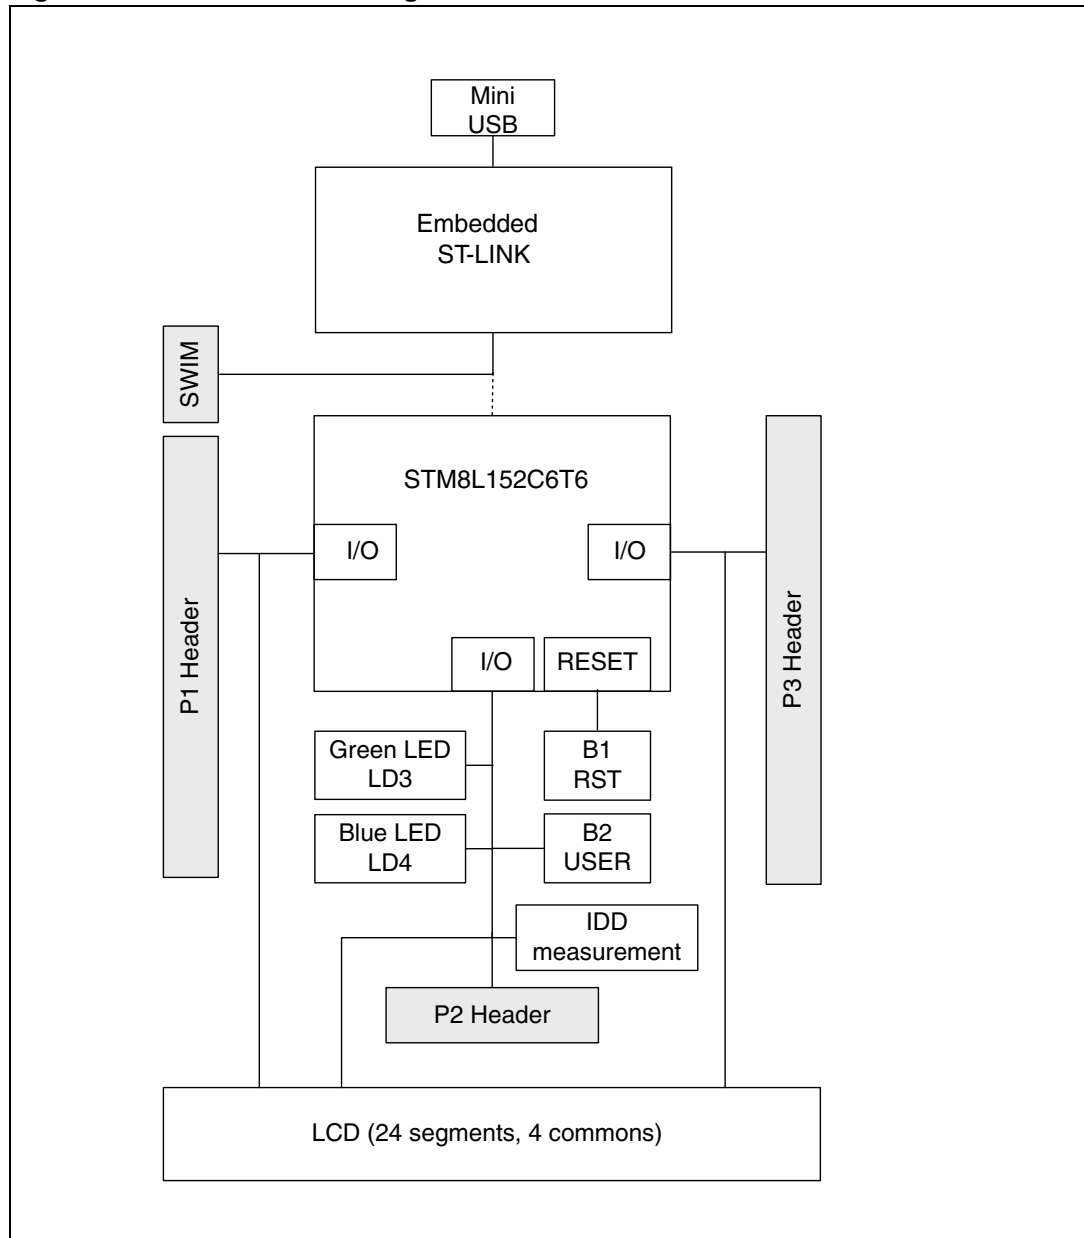 Mini
USB
Embedded
ST-LINK
SWIM
STM8L152C6T6
I/O
I/O
P1 Header
P3 Header
I/O
RESET
Green LED
LD3
B1
RST
Blue LED
LD4
B2
USER
IDD
measurement
P2 Header
LCD (24 segments, 4 commons)